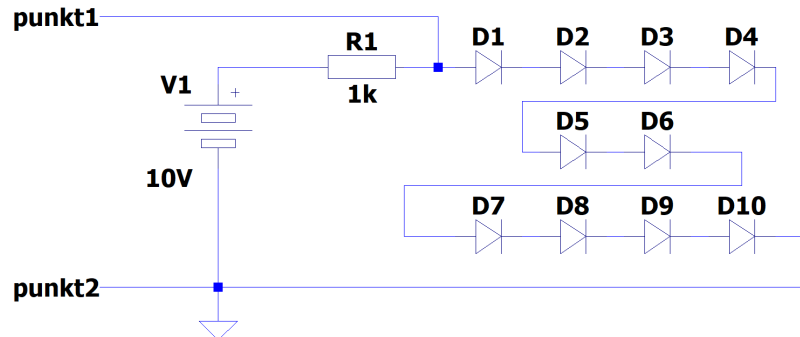 punkt1
R1
D1 D2 D3 D4
V1
+
1k
D5 D6
10V
D7 D8 D9 D10
punkt2